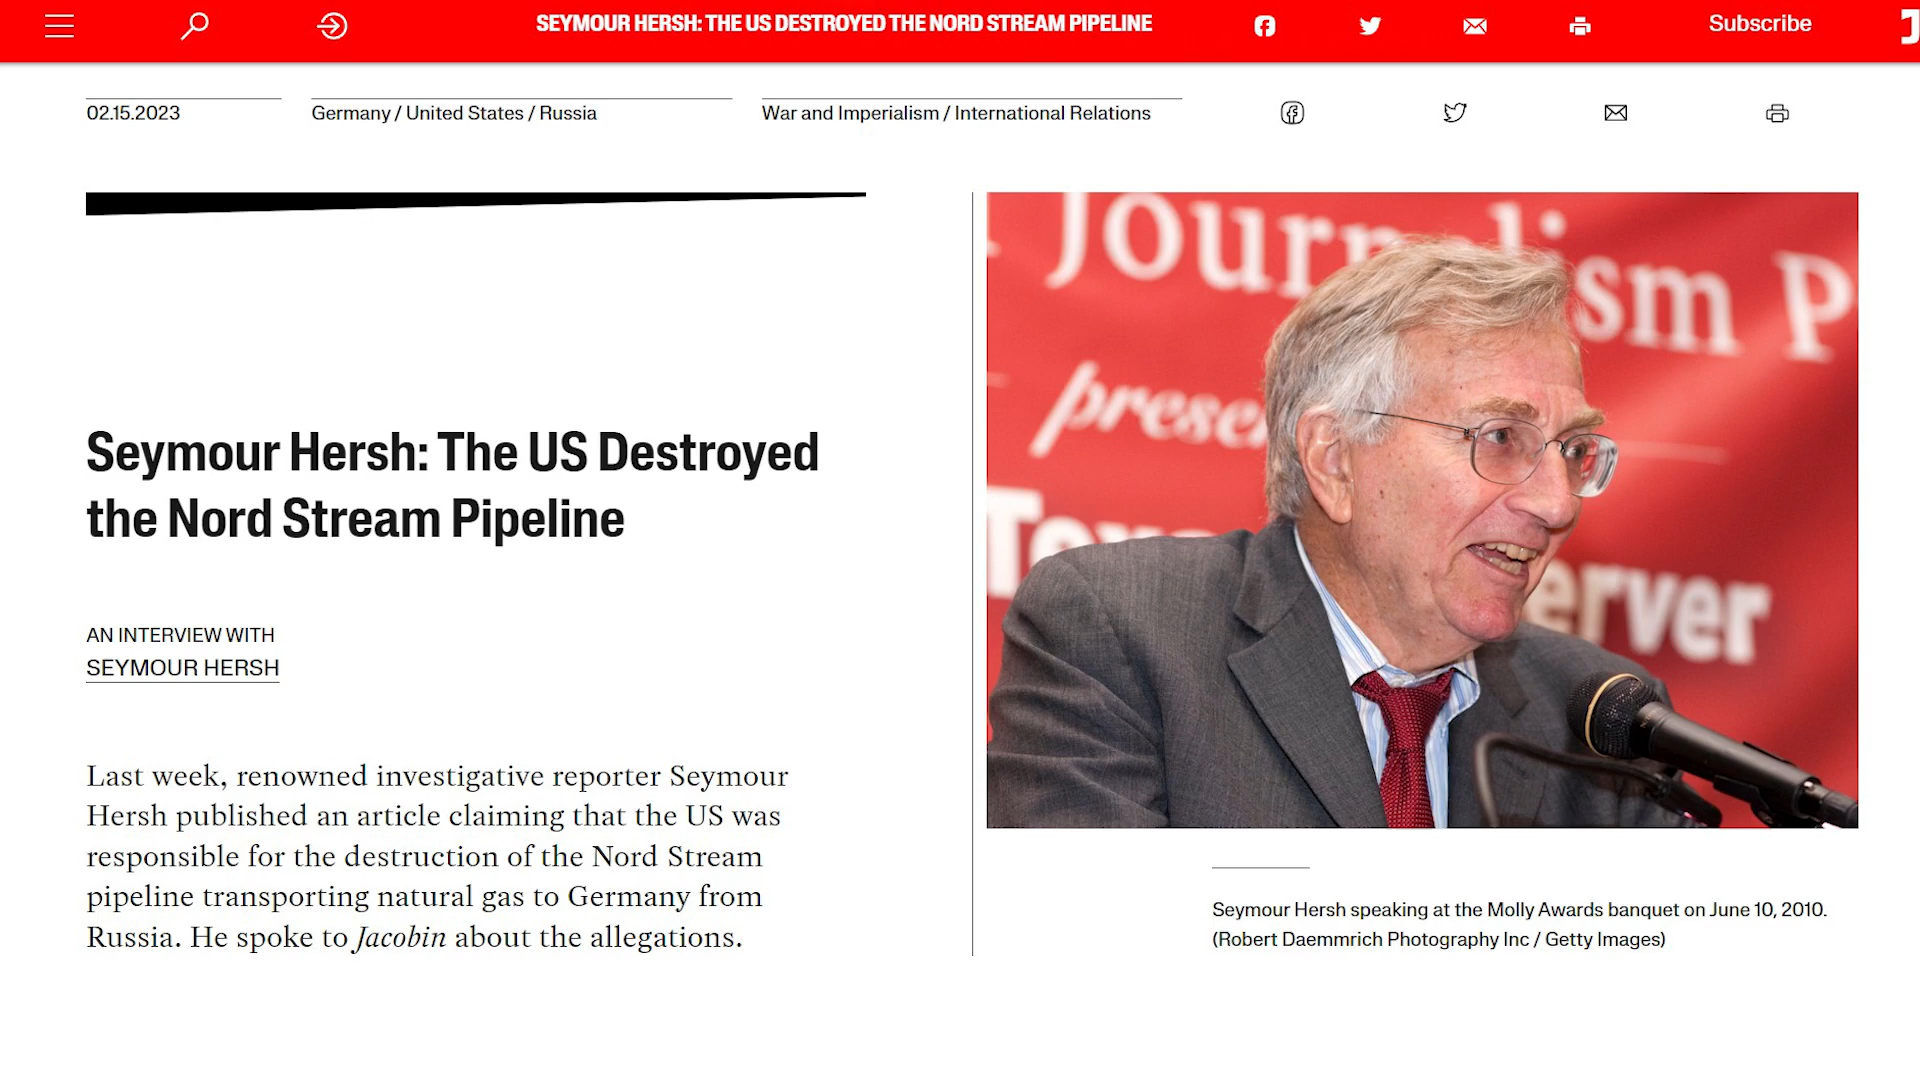 SEYMOUR HERSH: THE US DESTROYED THE NORD STREAM PIPELINE
Subscribe
02.15.2023
Germany / United States / Russia
War and Imperialism / International Relations
Journalism P
presen
Seymour Hersh: The US Destroyed
the Nord Stream Pipeline
erver
AN INTERVIEW WITH
SEYMOUR HERSH
Last week, renowned investigative reporter Seymour
Hersh published an article claiming that the US was
responsible for the destruction of the Nord Stream
pipeline transporting natural gas to Germany from
Russia. He spoke to Jacobin about the allegations.
Seymour Hersh speaking at the Molly Awards banquet on June 10, 2010.
(Robert Daemmrich Photography Inc / Getty Images)